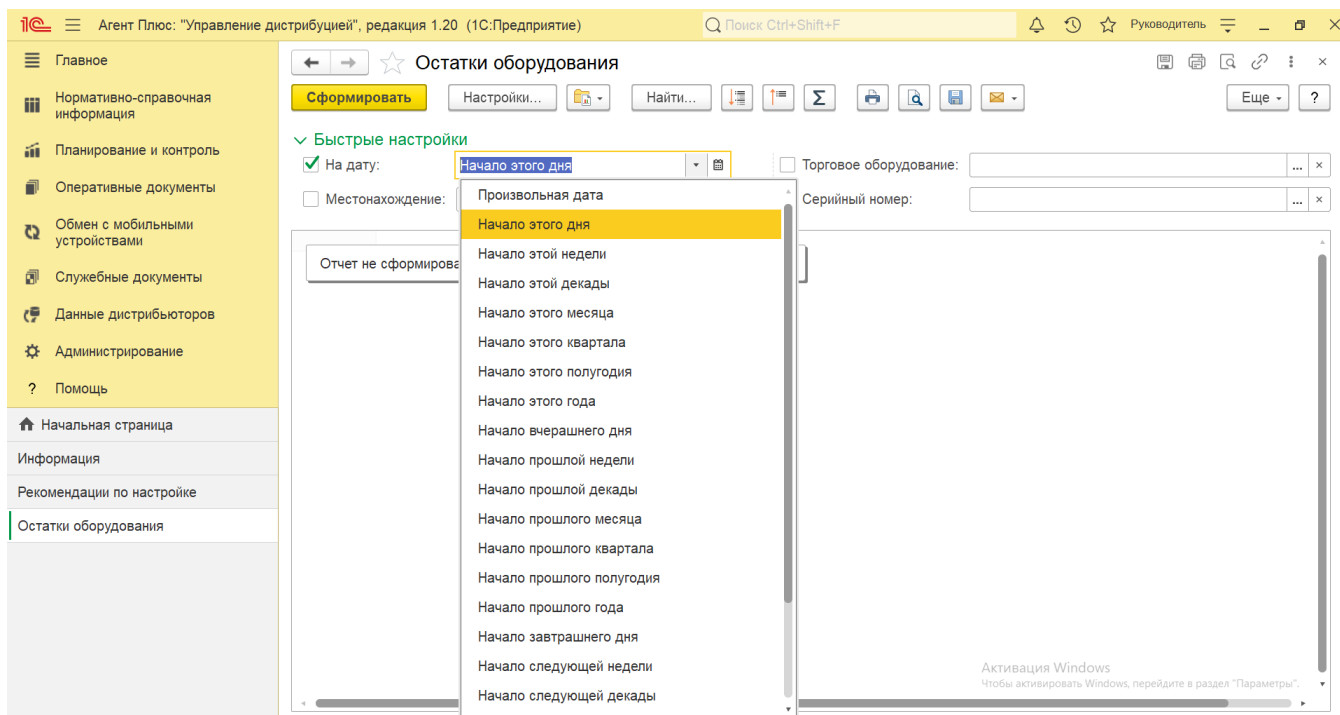 1С Агент Плюс: "Управление дистрибуцией", редакция 1.20 (1С:Предприятие)
Поиск Ctrl+Shift+F
Руководитель
Главное
Нормативно-справочная
информация
Планирование и контроль
Оперативные документы
Обмен с мобильными
устройствами
Служебные документы
Данные дистрибьюторов
Администрирование
? Помощь
Начальная страница
Информация
Рекомендации по настройке
Остатки оборудования
Остатки оборудования
Сформировать Настройки... Найти... Σ Еще ?
Быстрые настройки
На дату: Начало этого дня Торговое оборудование: ... ×
Местонахождение: Серийный номер: ... ×
Отчет не сформирова
Произвольная дата
Начало этого дня
Начало этой недели
Начало этой декады
Начало этого месяца
Начало этого квартала
Начало этого полугодия
Начало этого года
Начало вчерашнего дня
Начало прошлой недели
Начало прошлой декады
Начало прошлого месяца
Начало прошлого квартала
Начало прошлого полугодия
Начало прошлого года
Начало завтрашнего дня
Начало следующей недели
Начало следующей декады
Активация Windows
Чтобы активировать Windows, перейдите в раздел "Параметры".